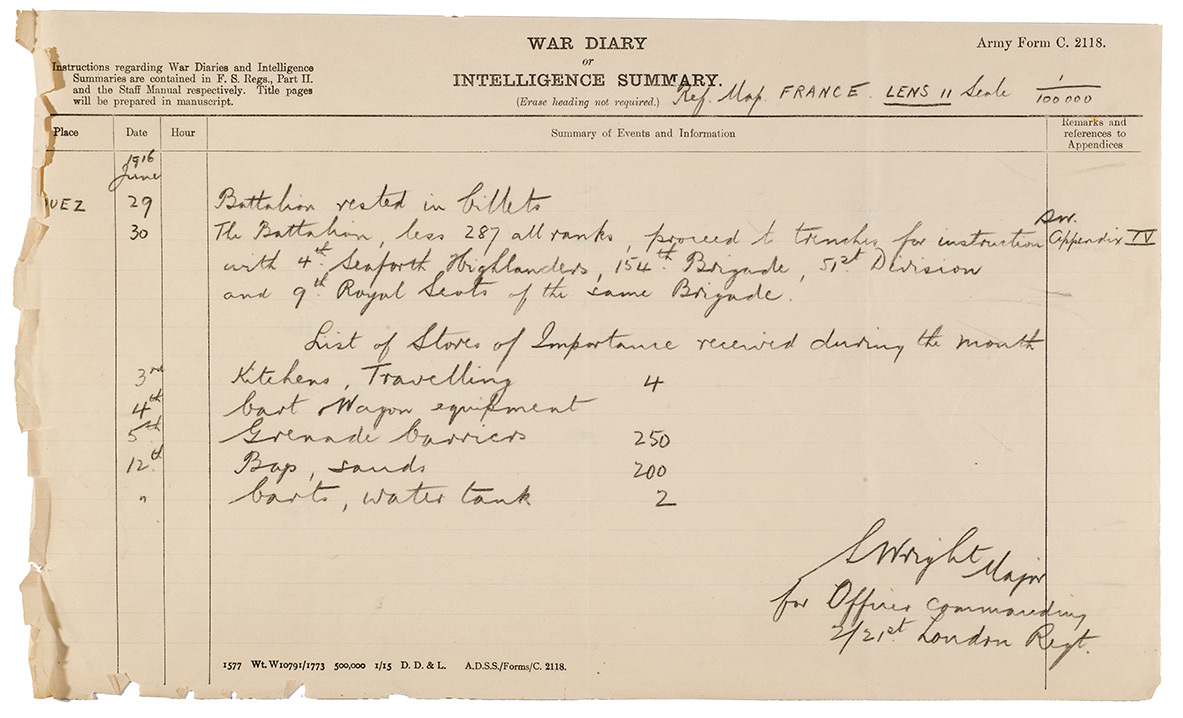 WAR DIARY
or
INTELLIGENCE SUMMARY.
(Erase heading not required.)
Army Form C. 2118.
Instructions regarding War Diaries and Intelligence
Summaries are contained in F. S. Regs., Part II.
and the Staff Manual respectively. Title pages
will be prepared in manuscript.
Ref. Map. FRANCE. LENS 11 Scale 1/100000
Place Date Hour Summary of Events and Information Remarks and references to Appendices
1916
June
UEZ 29 Battalion rested in billets
30 The Battalion, less 287 all ranks, proceed to trenches for instruction Appendix IV
with 4th Seaforth Highlanders, 154th Brigade, 51st Division
and 9th Royal Scots of the same Brigade.
List of Stores of Importance received during the month
3rd Kitchens, Travelling 4
4th Cart Wagon equipment
5th Grenade Carriers 250
12th Bags, sands 200
" Carts, water tank 2
S Wright Major
for Officer commanding
2/21st London Regt.
1577 Wt. W10791/1773 500,000 1/15 D. D. & L. A.D.S.S./Forms/C. 2118.